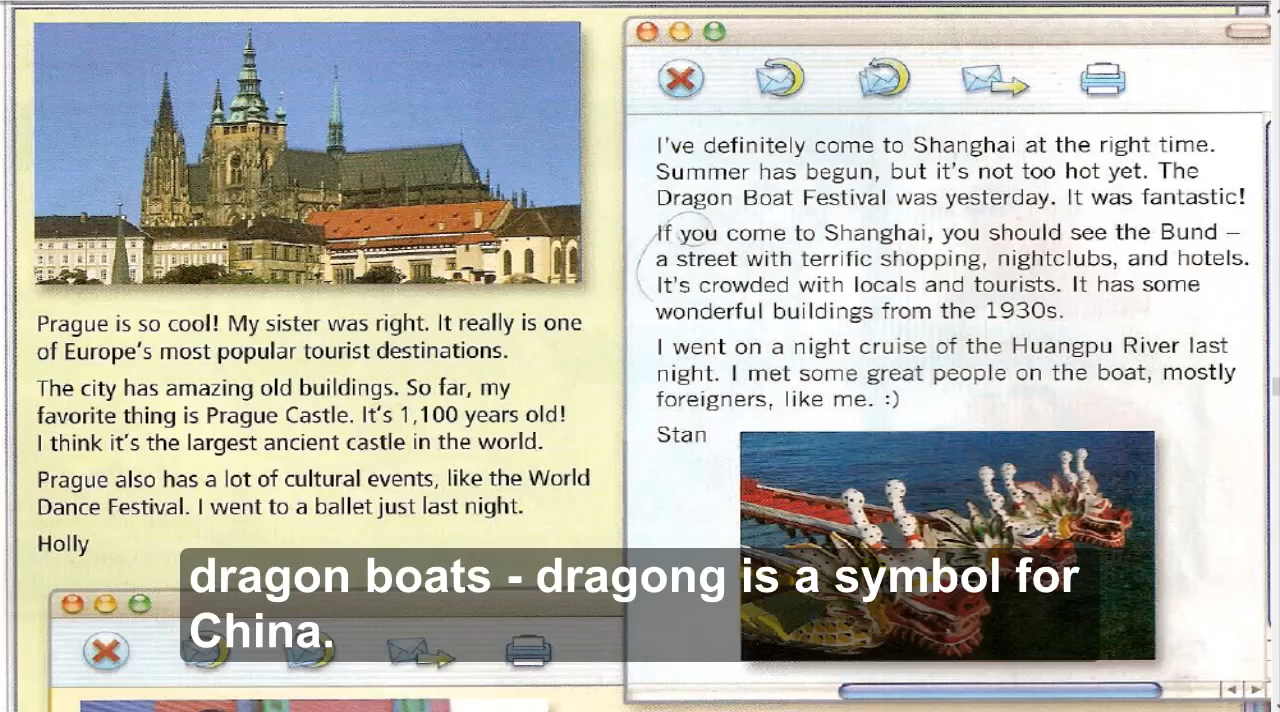 Prague is so cool! My sister was right. It really is one
of Europe's most popular tourist destinations.
The city has amazing old buildings. So far, my
favorite thing is Prague Castle. It's 1,100 years old!
I think it's the largest ancient castle in the world.
Prague also has a lot of cultural events, like the World
Dance Festival. I went to a ballet just last night.
Holly
I've definitely come to Shanghai at the right time.
Summer has begun, but it's not too hot yet. The
Dragon Boat Festival was yesterday. It was fantastic!
If you come to Shanghai, you should see the Bund –
a street with terrific shopping, nightclubs, and hotels.
It's crowded with locals and tourists. It has some
wonderful buildings from the 1930s.
I went on a night cruise of the Huangpu River last
night. I met some great people on the boat, mostly
foreigners, like me. :)
Stan
dragon boats - dragong is a symbol for
China.